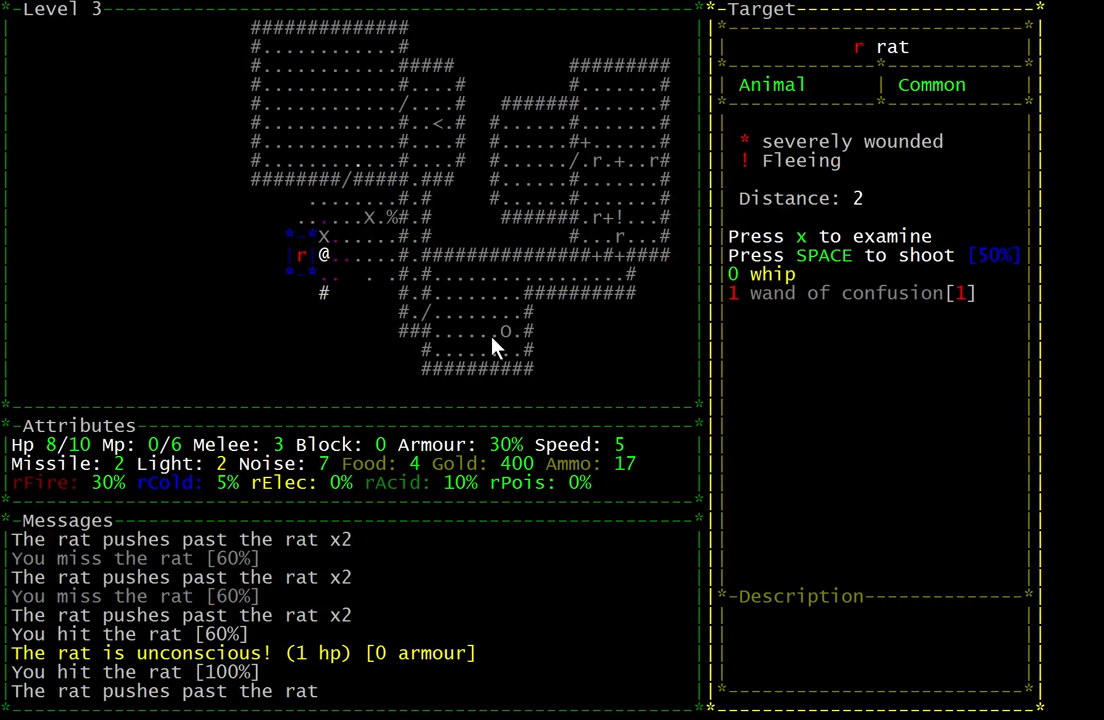 *-Level 3---------------------------------------------------*
##############
#............#
#............#####       #########
#............#....#      #.......#
#............/....#  #######.......#
#............#..<.#  #......#.......#
#............#....#  #......#+......#
#............#....#  #....../.r.+..r#
########/#####.###   #......#.......#
........#.#   #......#.......#
......x.%#.#   #######.r+!...#
*-*x......#.#         #...r...#
|r|@......#.################+#+####
*-*..  .  #.#..................#
#       #.#........##########
#./........#
###......o.#
#........#
##########
*-Attributes-*
Hp 8/10 Mp: 0/6 Melee: 3 Block: 0 Armour: 30% Speed: 5
Missile: 2 Light: 2 Noise: 7 Food: 4 Gold: 400 Ammo: 17
rFire: 30% rCold: 5% rElec: 0% rAcid: 10% rPois: 0%
*-Messages-*
The rat pushes past the rat x2
You miss the rat [60%]
The rat pushes past the rat x2
You miss the rat [60%]
The rat pushes past the rat x2
You hit the rat [60%]
The rat is unconscious! (1 hp) [0 armour]
You hit the rat [100%]
The rat pushes past the rat
*-Target-*
r rat
Animal | Common
* severely wounded
! Fleeing
Distance: 2
Press x to examine
Press SPACE to shoot [50%]
0 whip
1 wand of confusion[1]
*-Description-*